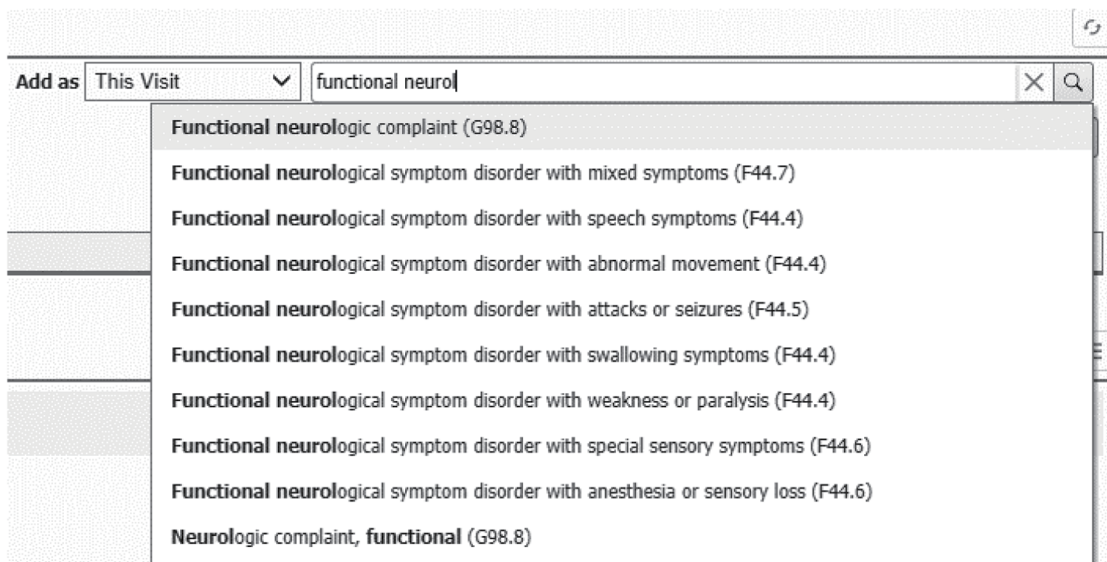 Add as This Visit functional neurol
Functional neurologic complaint (G98.8)
Functional neurological symptom disorder with mixed symptoms (F44.7)
Functional neurological symptom disorder with speech symptoms (F44.4)
Functional neurological symptom disorder with abnormal movement (F44.4)
Functional neurological symptom disorder with attacks or seizures (F44.5)
Functional neurological symptom disorder with swallowing symptoms (F44.4)
Functional neurological symptom disorder with weakness or paralysis (F44.4)
Functional neurological symptom disorder with special sensory symptoms (F44.6)
Functional neurological symptom disorder with anesthesia or sensory loss (F44.6)
Neurologic complaint, functional (G98.8)